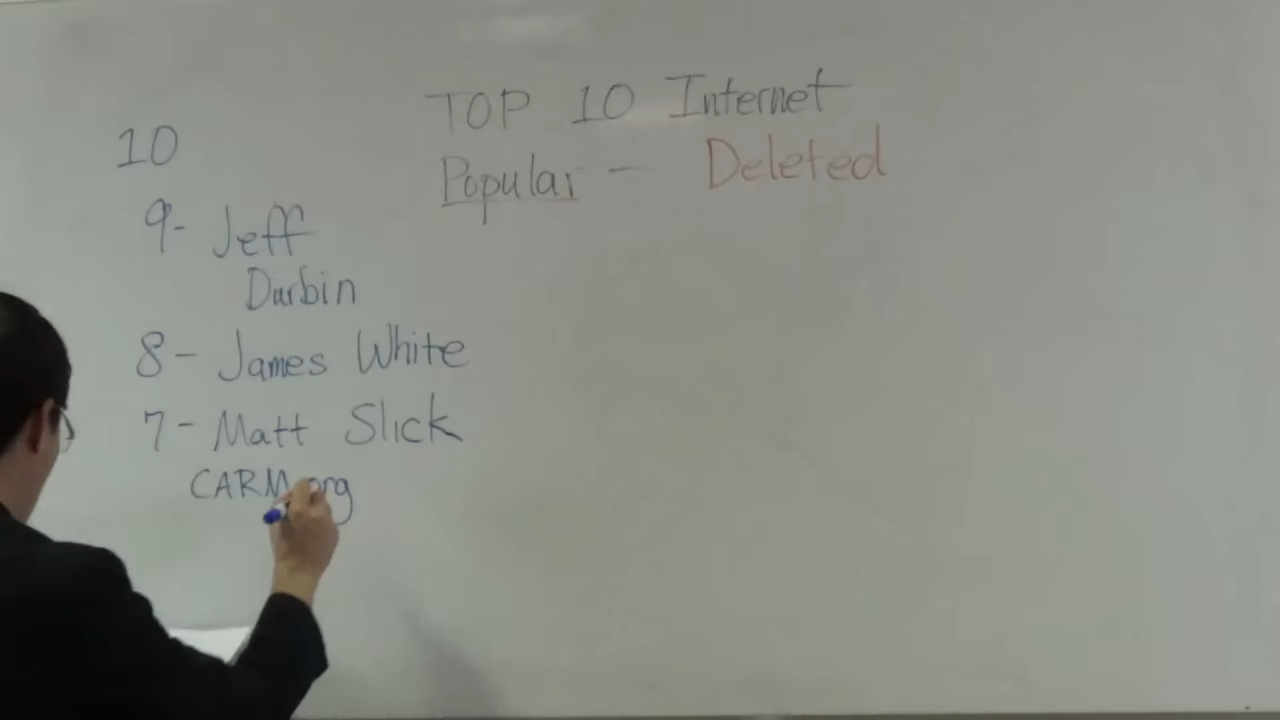 TOP 10 Internet
Popular - Deleted
10
9- Jeff
Durbin
8- James White
7- Matt Slick
CARM.org